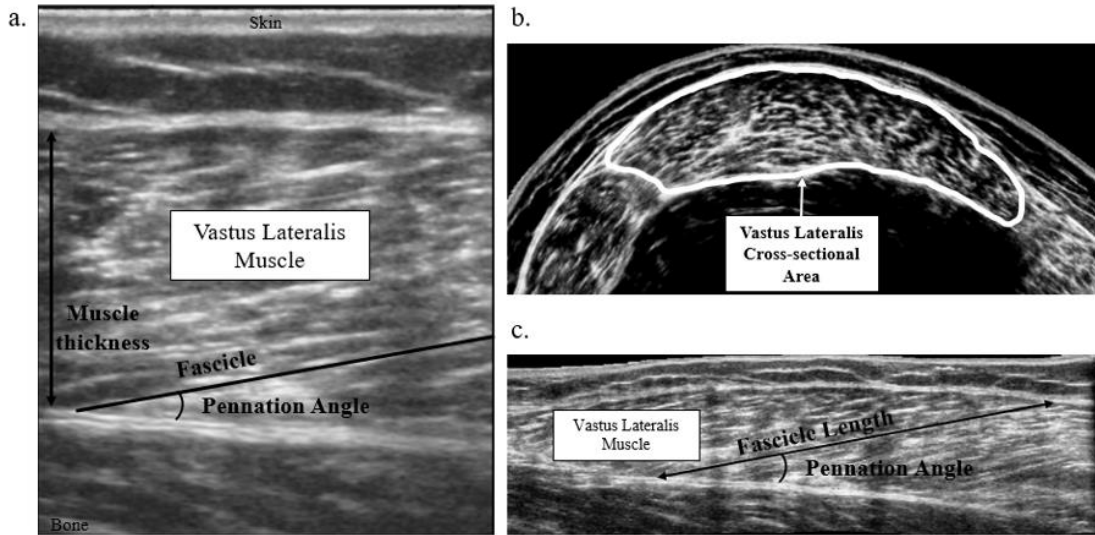 a.
Skin
Vastus Lateralis
Muscle
Muscle
thickness
Fascicle
Pennation Angle
Bone
b.
Vastus Lateralis
Cross-sectional
Area
c.
Vastus Lateralis
Muscle
Fascicle Length
Pennation Angle